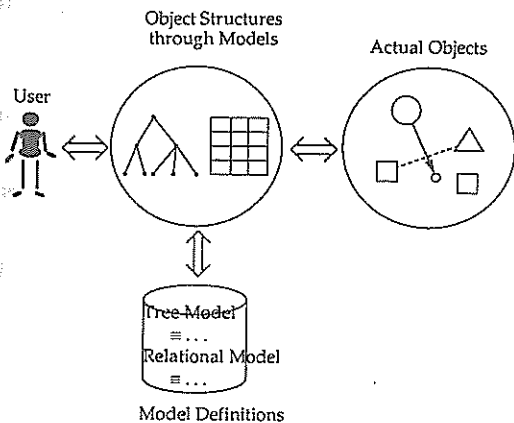 Object Structures
through Models
Actual Objects
User
Tree Model
≡ ...
Relational Model
≡ ...
Model Definitions